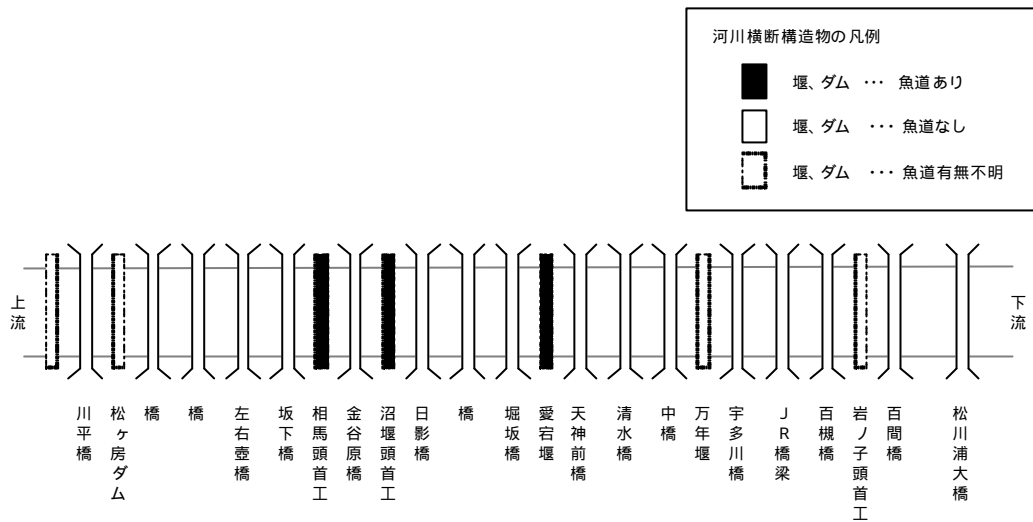 河川横断構造物の凡例
堰、ダム ・・・ 魚道あり
堰、ダム ・・・ 魚道なし
堰、ダム ・・・ 魚道有無不明
上流
下流
川平橋
松ヶ房ダム
橋
橋
左右壺橋
坂下橋
相馬頭首工
金谷原橋
沼堰頭首工
日影橋
橋
堀坂橋
愛宕堰
天神前橋
清水橋
中橋
万年堰
宇多川橋
JR橋梁
百槻橋
岩ノ子頭首工
百間橋
松川浦大橋